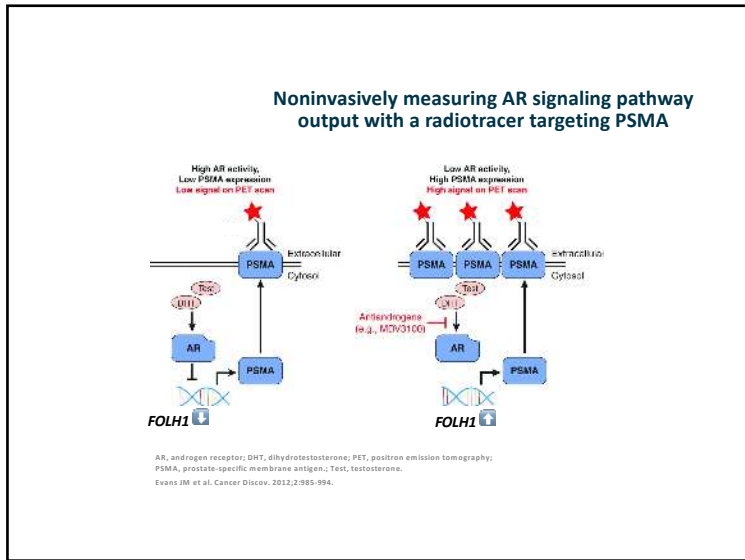 Noninvasively measuring AR signaling pathway
output with a radiotracer targeting PSMA
High AR activity,
Low PSMA expression
Low signal on PET scan
Extracellular
PSMA
Cytosol
Test
DHT
AR
PSMA
FOLH1
Low AR activity,
High PSMA expression
High signal on PET scan
Extracellular
PSMA PSMA PSMA
Cytosol
Test
DHT
Antiandrogens
(e.g., MDV3100)
AR
PSMA
FOLH1
AR, androgen receptor; DHT, dihydrotestosterone; PET, positron emission tomography;
PSMA, prostate-specific membrane antigen.; Test, testosterone.
Evans JM et al. Cancer Discov. 2012;2:985-994.